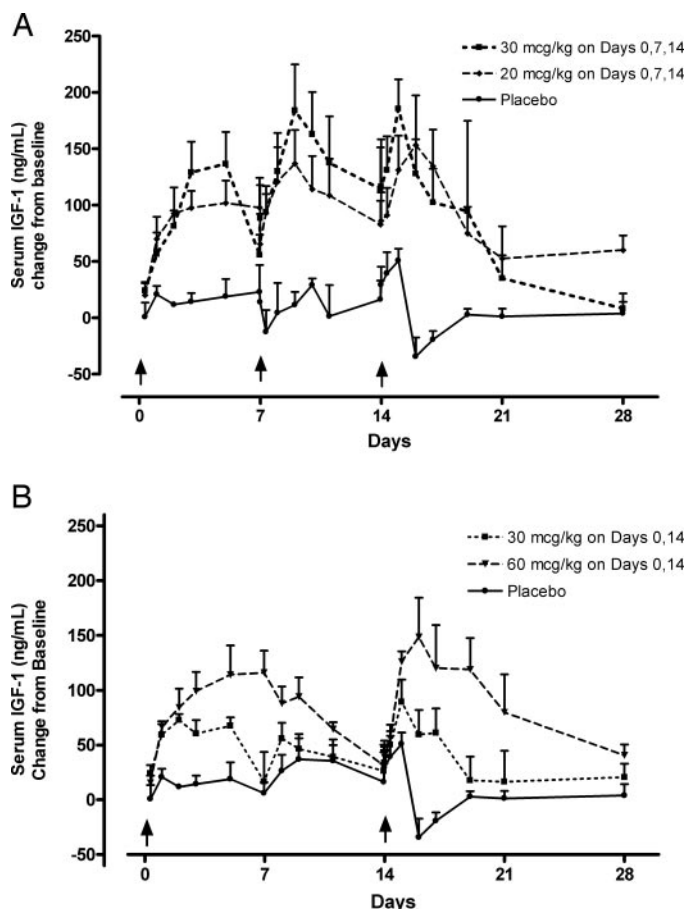 A
250
200
150
100
50
0
-50
Serum IGF-1 (ng/mL)
change from baseline
30 mcg/kg on Days 0,7,14
20 mcg/kg on Days 0,7,14
Placebo
0 7 14 21 28
Days
B
250
200
150
100
50
0
-50
Serum IGF-1 (ng/mL)
Change from Baseline
30 mcg/kg on Days 0,14
60 mcg/kg on Days 0,14
Placebo
0 7 14 21 28
Days